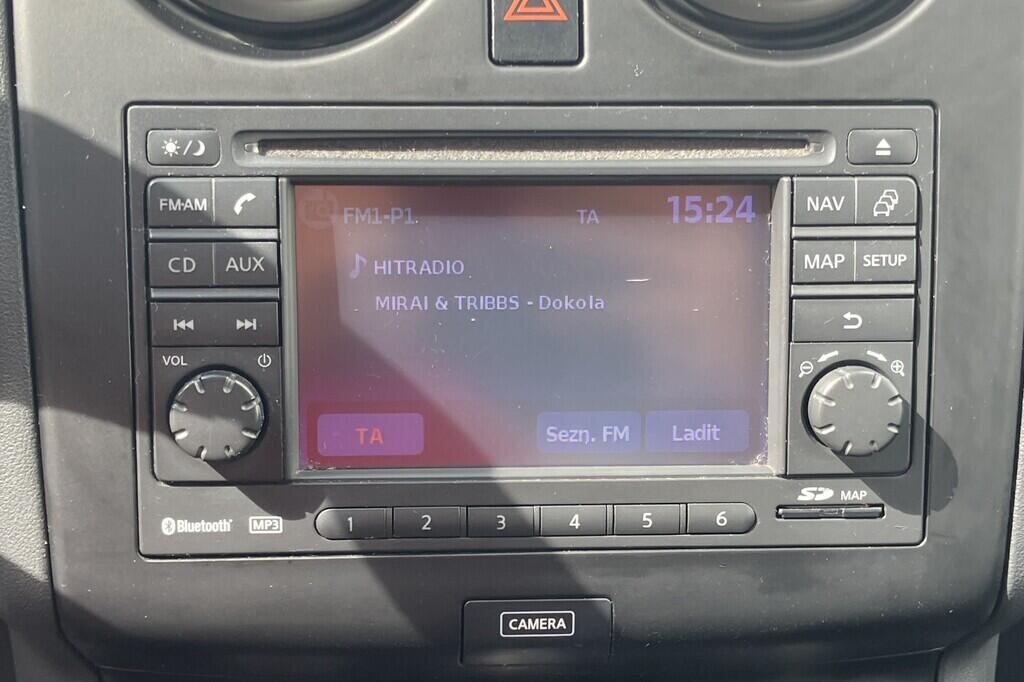 FM·AM
CD AUX
VOL
FM1-P1 TA 15:24
HITRADIO
MIRAI & TRIBBS - Dokola
TA Sezn. FM Ladit
NAV
MAP SETUP
Bluetooth MP3
1 2 3 4 5 6
SD MAP
CAMERA